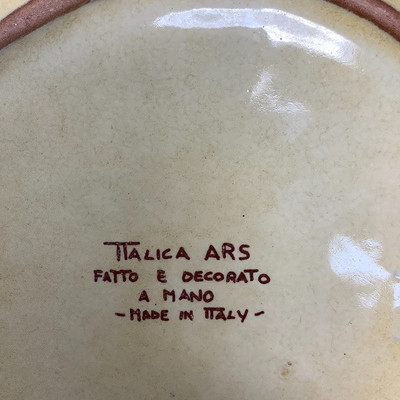 ITALICA ARS
FATTO E DECORATO
A MANO
- MADE IN ITALY -